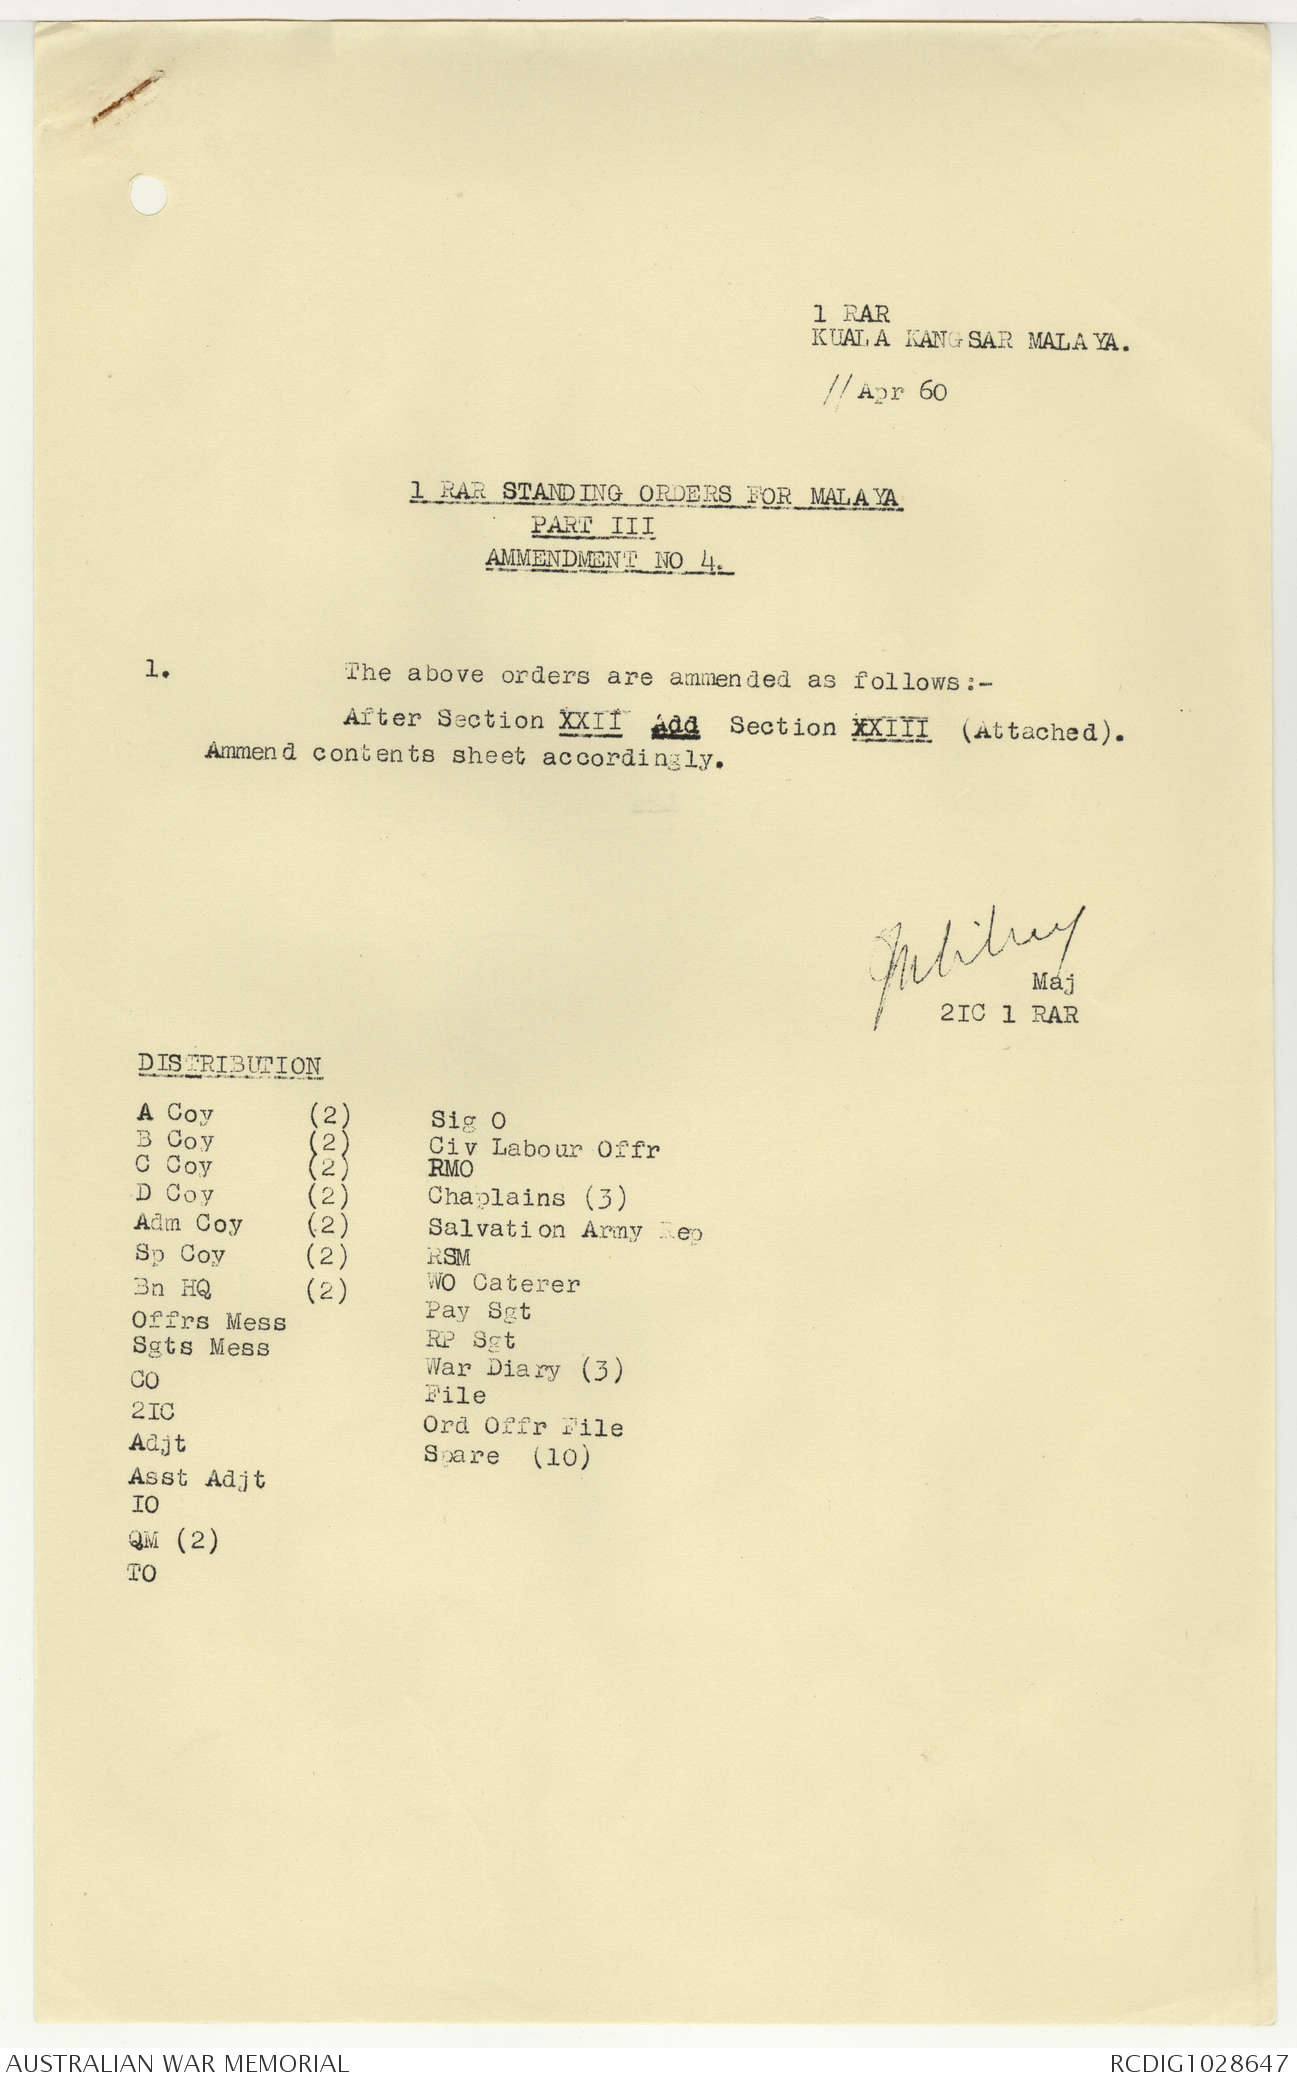 1 RAR
KUALA KANGSAR MALAYA.
11 Apr 60
1 RAR STANDING ORDERS FOR MALAYA
PART III
AMMENDMENT NO 4.
1. The above orders are ammended as follows:-
After Section XXII Add Section XXIII (Attached).
Ammend contents sheet accordingly.
Maj
2IC 1 RAR
DISTRIBUTION
A Coy (2)
B Coy (2)
C Coy (2)
D Coy (2)
Adm Coy (2)
Sp Coy (2)
Bn HQ (2)
Offrs Mess
Sgts Mess
CO
2IC
Adjt
Asst Adjt
IO
QM (2)
TO
Sig O
Civ Labour Offr
RMO
Chaplains (3)
Salvation Army Rep
RSM
WO Caterer
Pay Sgt
RP Sgt
War Diary (3)
File
Ord Offr File
Spare (10)
AUSTRALIAN WAR MEMORIAL
RCDIG1028647